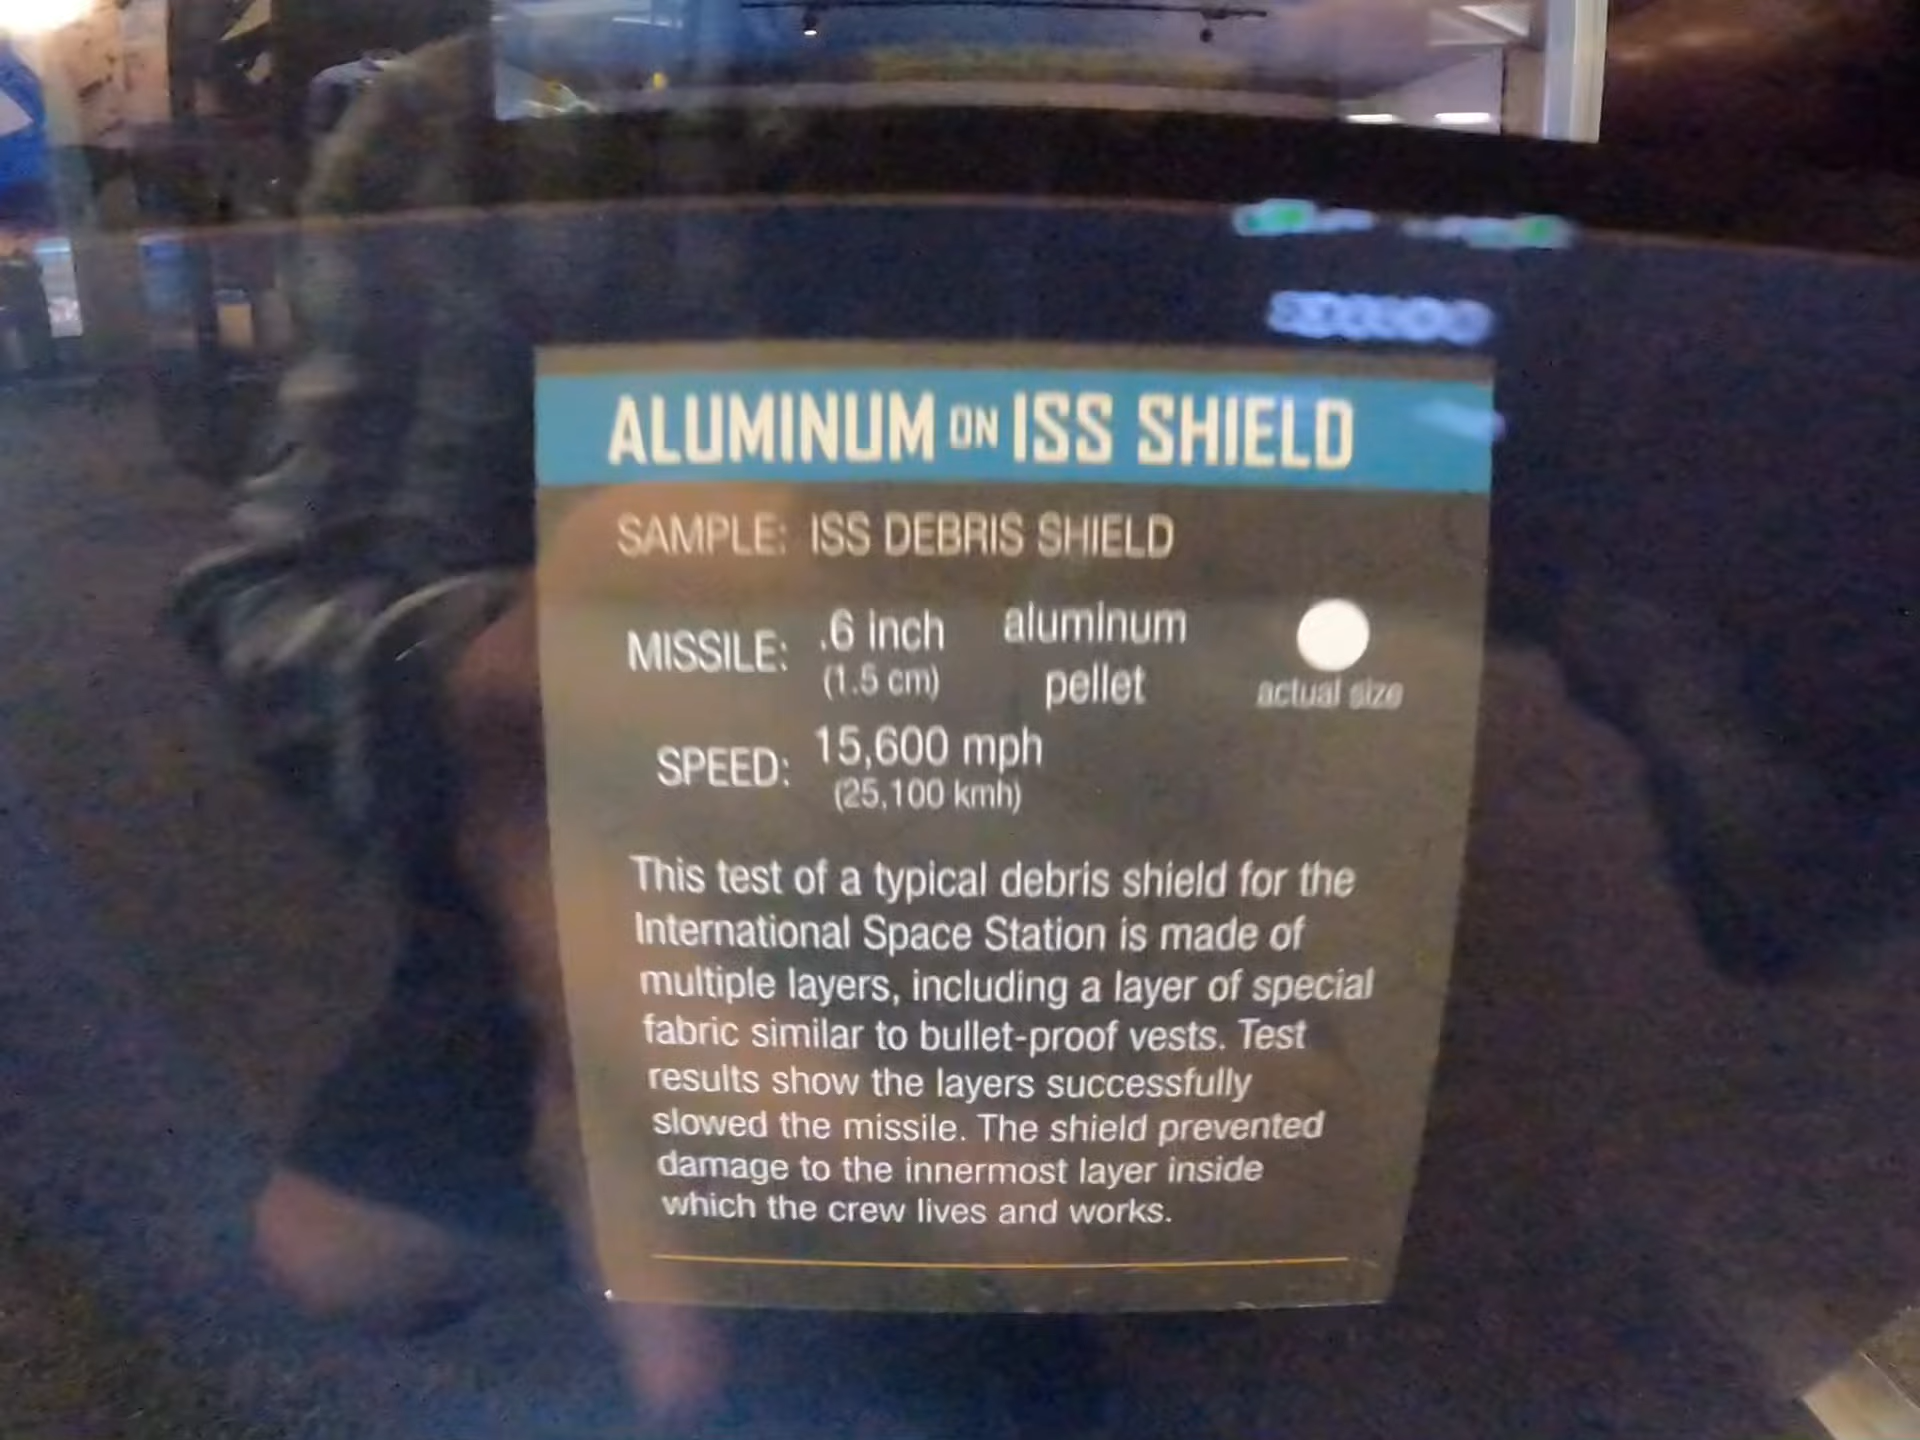 ALUMINUM ON ISS SHIELD
SAMPLE: ISS DEBRIS SHIELD
MISSILE: .6 inch (1.5 cm) aluminum pellet
actual size
SPEED: 15,600 mph
(25,100 kmh)
This test of a typical debris shield for the
International Space Station is made of
multiple layers, including a layer of special
fabric similar to bullet-proof vests. Test
results show the layers successfully
slowed the missile. The shield prevented
damage to the innermost layer inside
which the crew lives and works.